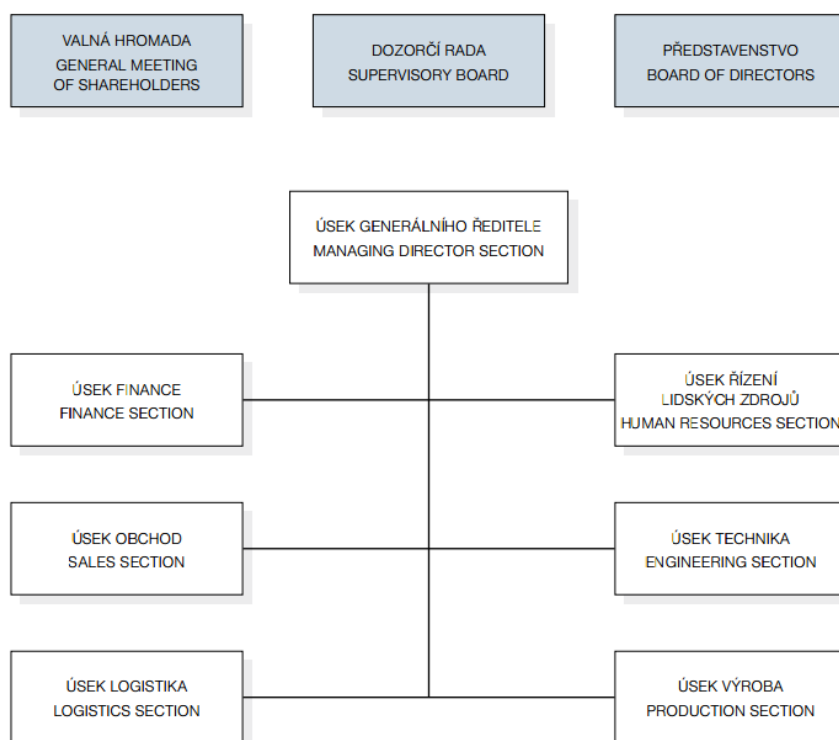 VALNÁ HROMADA
GENERAL MEETING
OF SHAREHOLDERS
DOZORČÍ RADA
SUPERVISORY BOARD
PŘEDSTAVENSTVO
BOARD OF DIRECTORS
ÚSEK GENERÁLNÍHO ŘEDITELE
MANAGING DIRECTOR SECTION
ÚSEK FINANCE
FINANCE SECTION
ÚSEK ŘÍZENÍ
LIDSKÝCH ZDROJŮ
HUMAN RESOURCES SECTION
ÚSEK OBCHOD
SALES SECTION
ÚSEK TECHNIKA
ENGINEERING SECTION
ÚSEK LOGISTIKA
LOGISTICS SECTION
ÚSEK VÝROBA
PRODUCTION SECTION